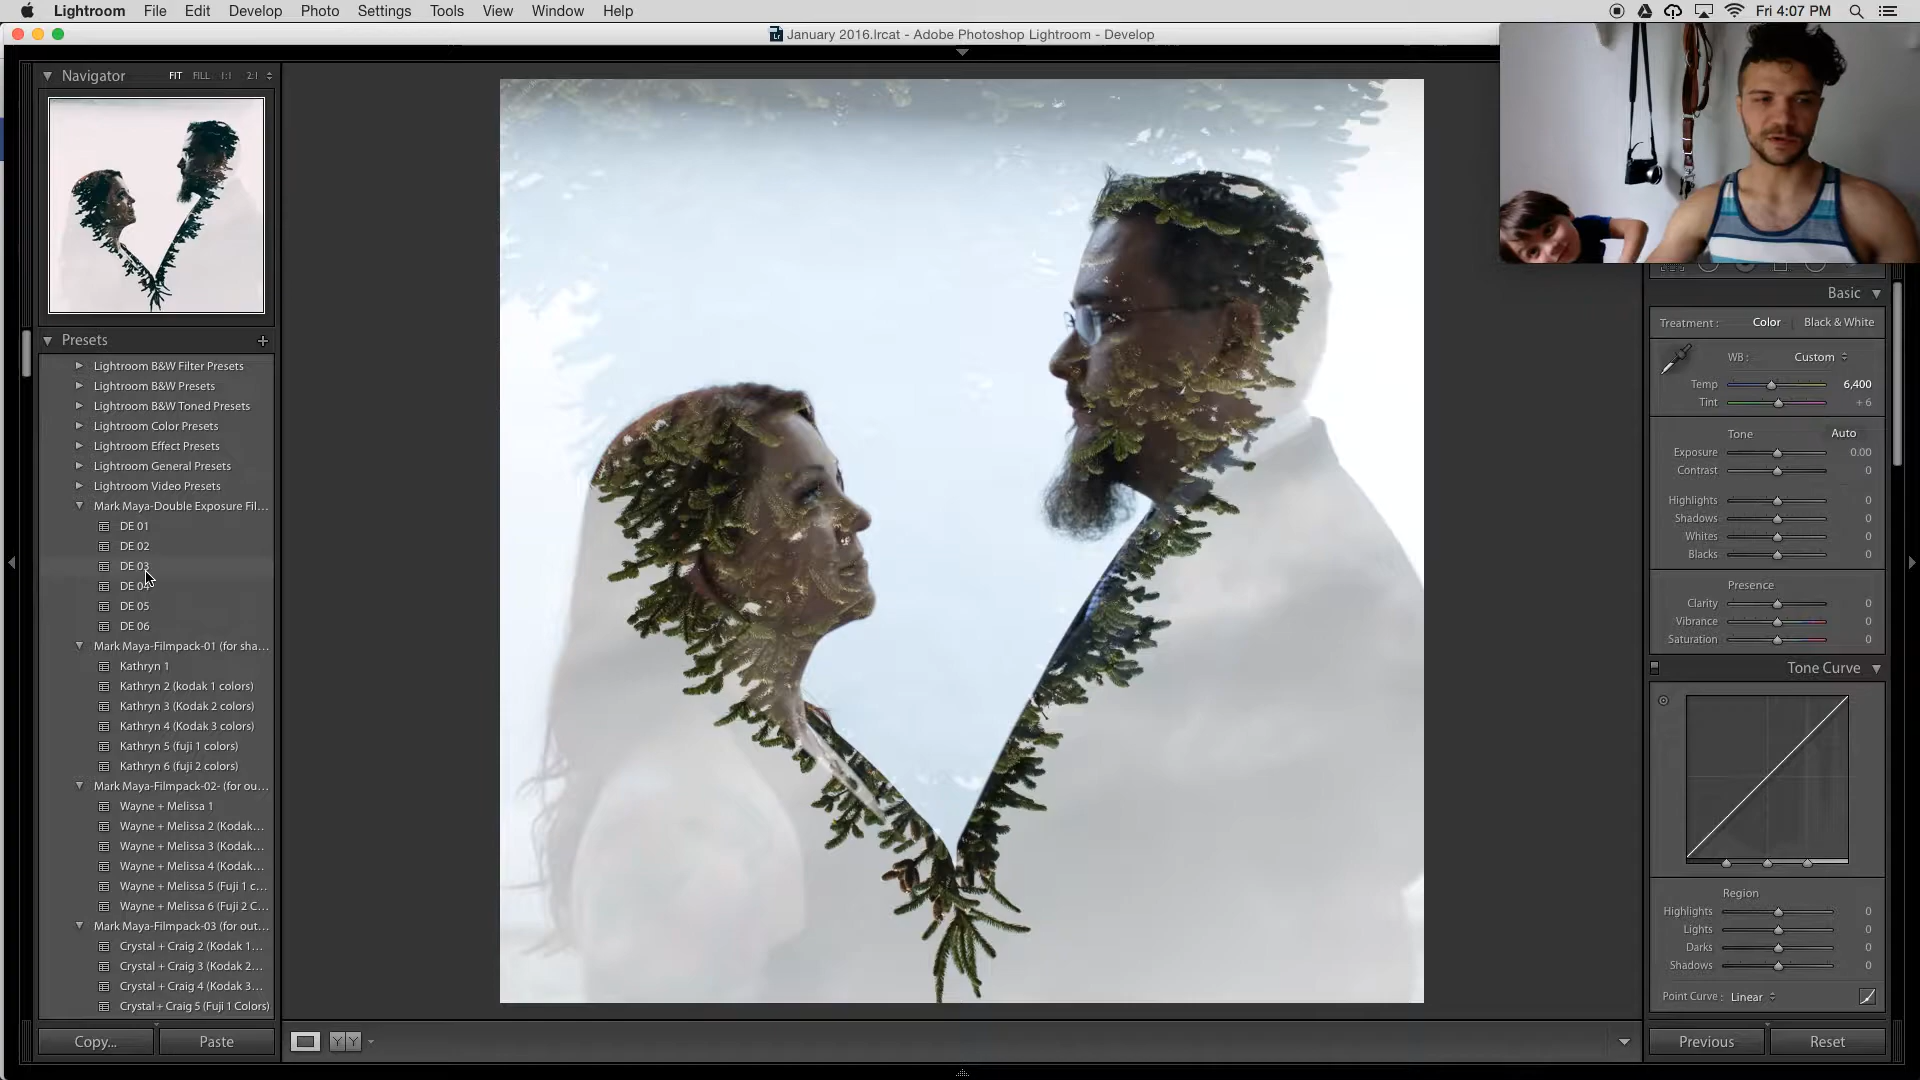 Lightroom File Edit Develop Photo Settings Tools View Window Help Fri 4:07 PM
January 2016.lrcat - Adobe Photoshop Lightroom - Develop
Navigator FIT FILL 1:1 2:1
Presets +
Lightroom B&W Filter Presets
Lightroom B&W Presets
Lightroom B&W Toned Presets
Lightroom Color Presets
Lightroom Effect Presets
Lightroom General Presets
Lightroom Video Presets
Mark Maya-Double Exposure Fil...
DE 01
DE 02
DE 03
DE 04
DE 05
DE 06
Mark Maya-Filmpack-01 (for sha...
Kathryn 1
Kathryn 2 (kodak 1 colors)
Kathryn 3 (Kodak 2 colors)
Kathryn 4 (Kodak 3 colors)
Kathryn 5 (fuji 1 colors)
Kathryn 6 (fuji 2 colors)
Mark Maya-Filmpack-02- (for ou...
Wayne + Melissa 1
Wayne + Melissa 2 (Kodak...
Wayne + Melissa 3 (Kodak...
Wayne + Melissa 4 (Kodak...
Wayne + Melissa 5 (Fuji 1 c...
Wayne + Melissa 6 (Fuji 2 C...
Mark Maya-Filmpack-03 (for out...
Crystal + Craig 2 (Kodak 1...
Crystal + Craig 3 (Kodak 2...
Crystal + Craig 4 (Kodak 3...
Crystal + Craig 5 (Fuji 1 Colors)
Copy... Paste
YY
Basic
Treatment : Color Black & White
WB : Custom
Temp 6,400
Tint + 6
Tone Auto
Exposure 0.00
Contrast 0
Highlights 0
Shadows 0
Whites 0
Blacks 0
Presence
Clarity 0
Vibrance 0
Saturation 0
Tone Curve
Region
Highlights 0
Lights 0
Darks 0
Shadows 0
Point Curve : Linear
Previous Reset